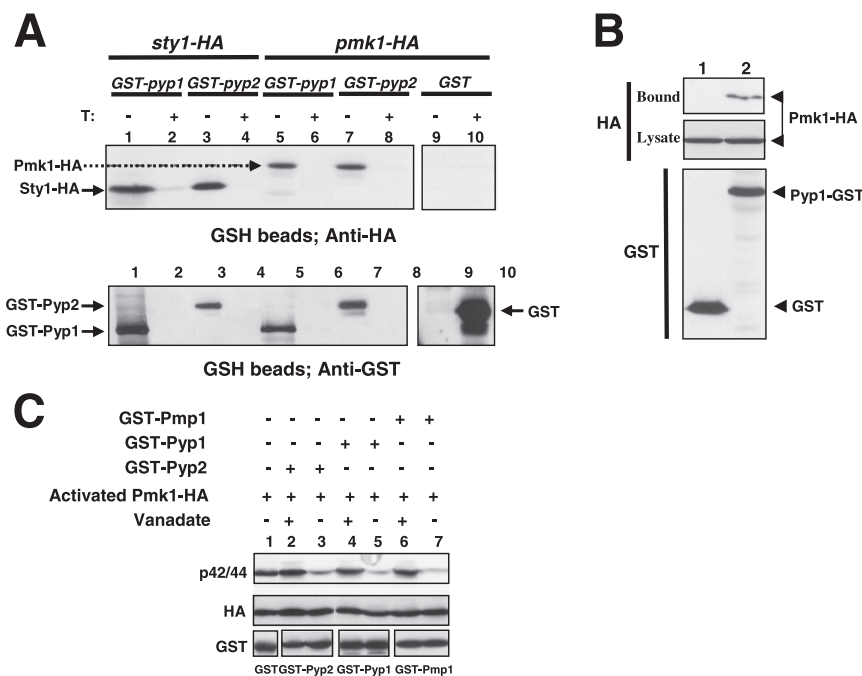 A
sty1-HA pmk1-HA
GST-pyp1 GST-pyp2 GST-pyp1 GST-pyp2 GST
T: - + - + - + - + - +
1 2 3 4 5 6 7 8 9 10
Pmk1-HA
Sty1-HA
GSH beads; Anti-HA
1 2 3 4 5 6 7 8 9 10
GST-Pyp2
GST
GST-Pyp1
GSH beads; Anti-GST
B
1 2
HA
Bound
Pmk1-HA
Lysate
GST
Pyp1-GST
GST
C
GST-Pmp1 - - - - - + +
GST-Pyp1 - - - + + - -
GST-Pyp2 - + + - - - -
Activated Pmk1-HA + + + + + + +
Vanadate - + - + - + -
1 2 3 4 5 6 7
p42/44
HA
GST
GST GST-Pyp2 GST-Pyp1 GST-Pmp1